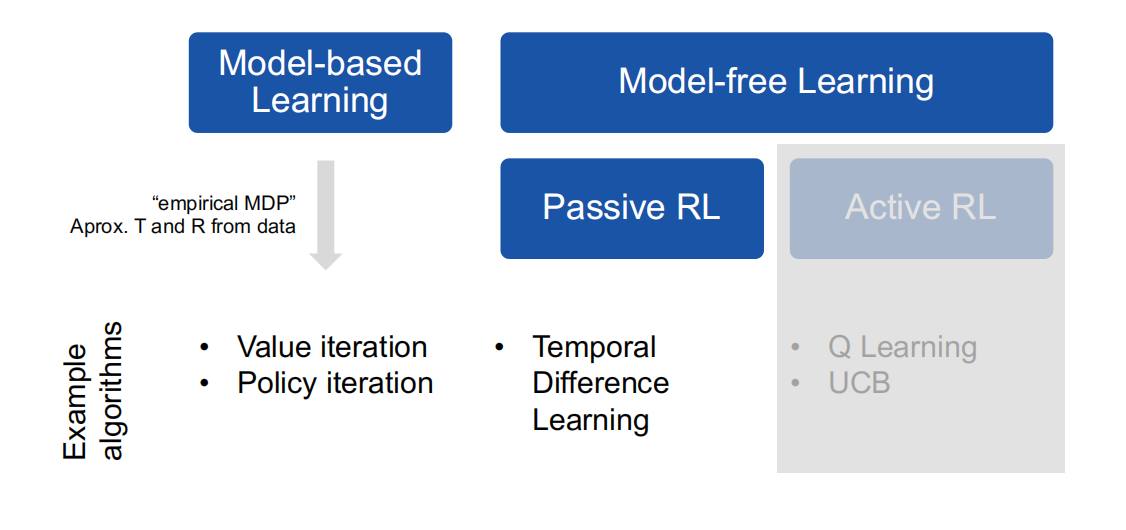 Model-based
Learning
Model-free Learning
Passive RL
Active RL
“empirical MDP”
Aprox. T and R from data
Example
algorithms
• Value iteration
• Policy iteration
• Temporal
Difference
Learning
• Q Learning
• UCB